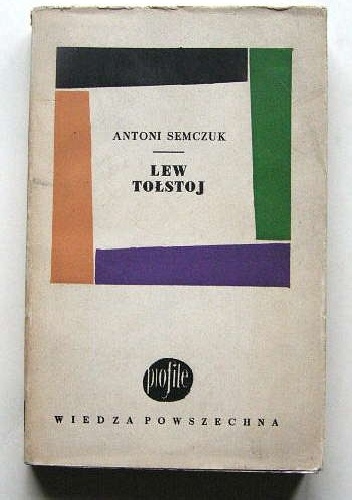 ANTONI SEMCZUK
LEW
TOŁSTOJ
profile
WIEDZA POWSZECHNA